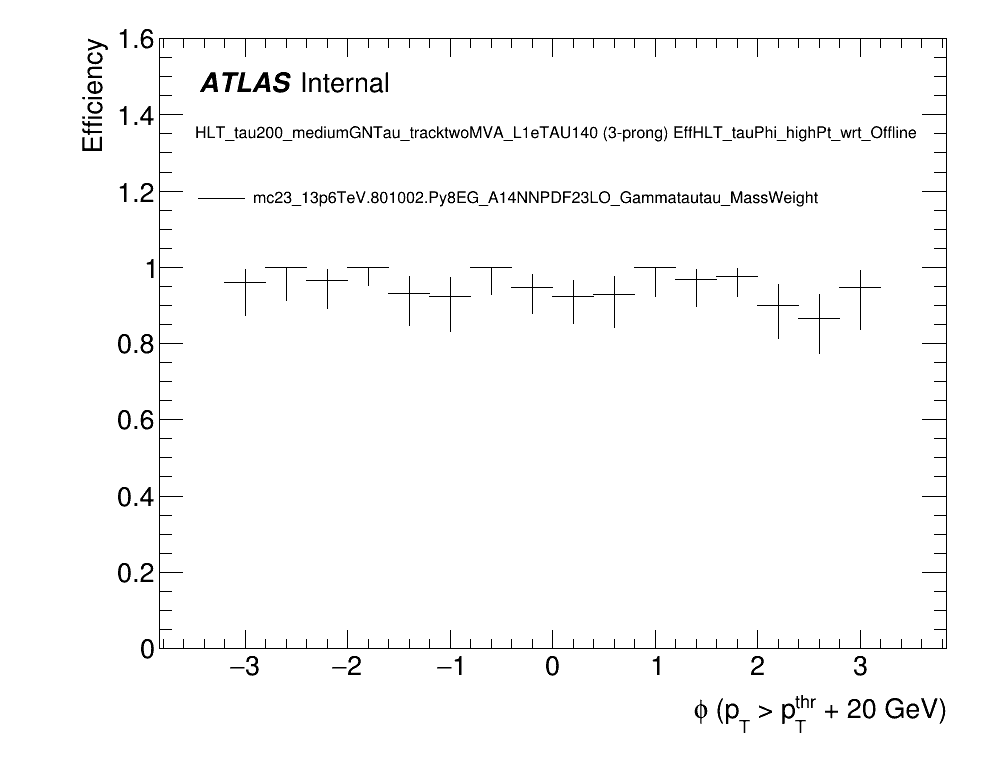 Efficiency
1.6
1.4
1.2
1
0.8
0.6
0.4
0.2
0
ATLAS Internal
HLT_tau200_mediumGNTau_tracktwoMVA_L1eTAU140 (3-prong) EffHLT_tauPhi_highPt_wrt_Offline
mc23_13p6TeV.801002.Py8EG_A14NNPDF23LO_Gammatautau_MassWeight
−3 −2 −1 0 1 2 3
ϕ (p_T > p_T^thr + 20 GeV)